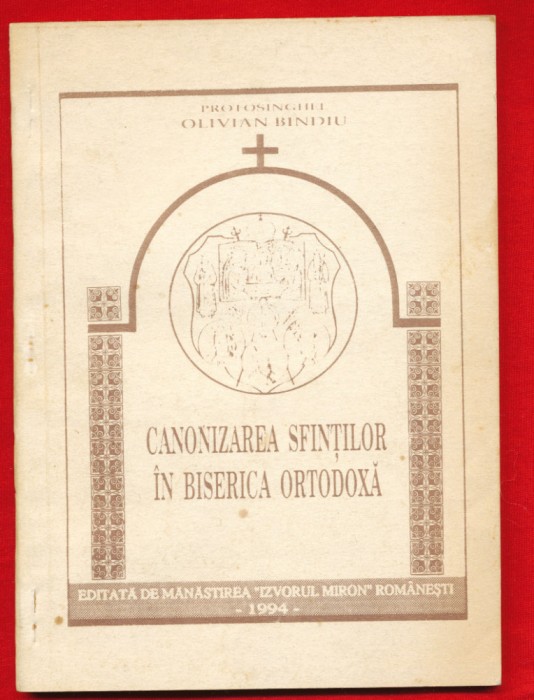 PROTOSINGHEL
OLIVIAN BINDIU
CANONIZAREA SFINȚILOR
ÎN BISERICA ORTODOXĂ
EDITATĂ DE MĂNĂSTIREA "IZVORUL MIRON" ROMÂNEȘTI
- 1994 -